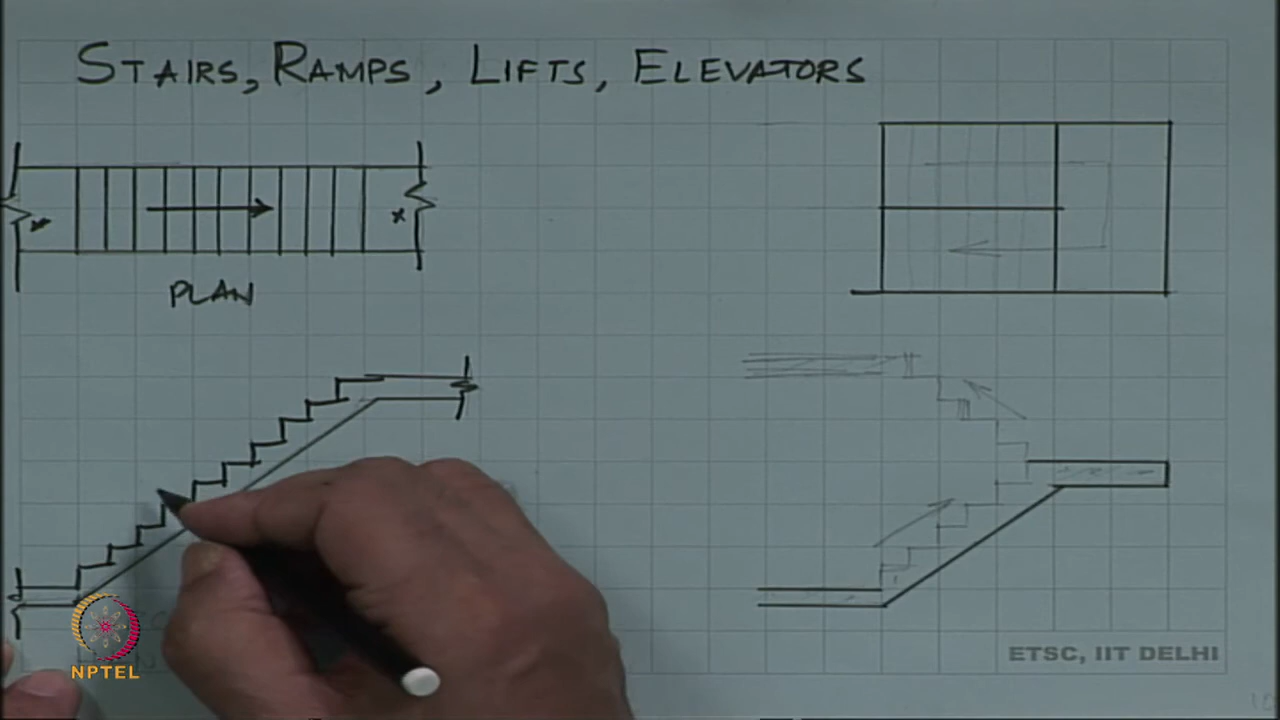 STAIRS, RAMPS, LIFTS, ELEVATORS
PLAN
NPTEL
ETSC, IIT DELHI